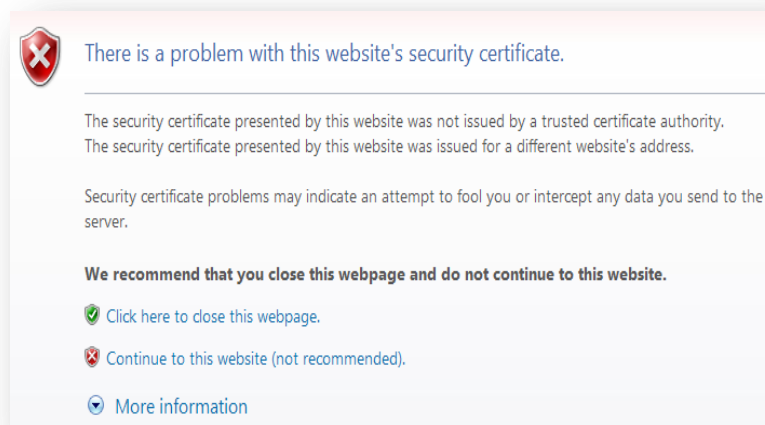 There is a problem with this website's security certificate.
The security certificate presented by this website was not issued by a trusted certificate authority.
The security certificate presented by this website was issued for a different website's address.
Security certificate problems may indicate an attempt to fool you or intercept any data you send to the
server.
We recommend that you close this webpage and do not continue to this website.
Click here to close this webpage.
Continue to this website (not recommended).
More information